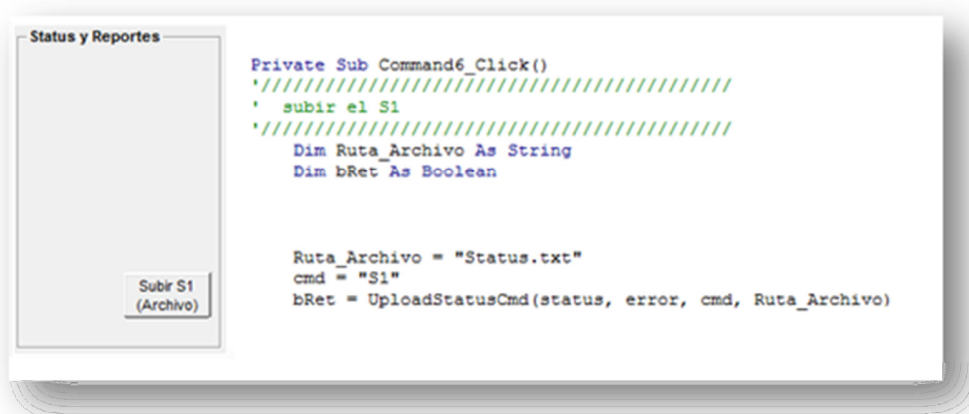 Status y Reportes
Private Sub Command6_Click()
'/////////////////////////////////////////////
'  subir el S1
'/////////////////////////////////////////////
Dim Ruta_Archivo As String
Dim bRet As Boolean
Ruta_Archivo = "Status.txt"
cmd = "S1"
bRet = UploadStatusCmd(status, error, cmd, Ruta_Archivo)
Subir S1
(Archivo)